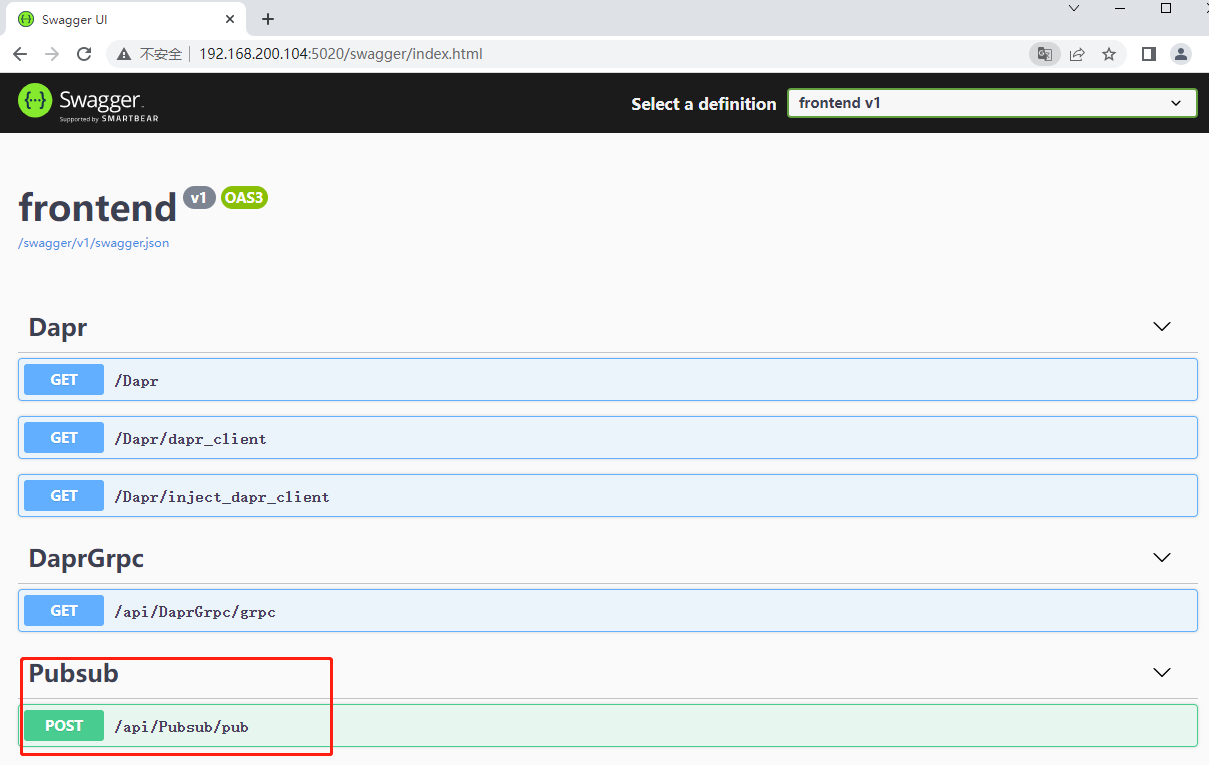 Swagger UI
不安全 192.168.200.104:5020/swagger/index.html
Swagger
Supported by SMARTBEAR
Select a definition
frontend v1
frontend v1 OAS3
/swagger/v1/swagger.json
Dapr
GET /Dapr
GET /Dapr/dapr_client
GET /Dapr/inject_dapr_client
DaprGrpc
GET /api/DaprGrpc/grpc
Pubsub
POST /api/Pubsub/pub